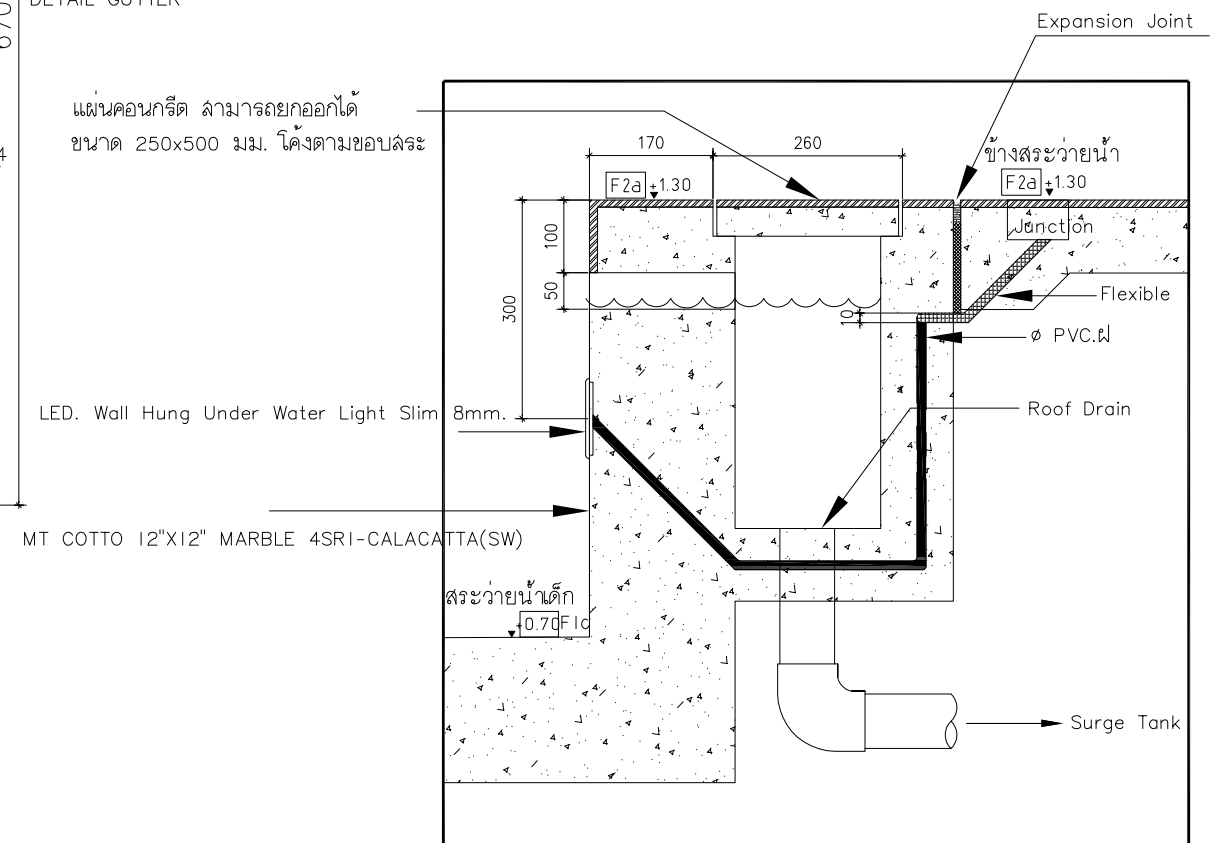 DETAIL GUTTER
670
Expansion Joint
แผ่นคอนกรีต สามารถยกออกได้
ขนาด 250x500 มม. โค้งตามขอบสระ
170
260
ข้างสระว่ายน้ำ
F2a +1.30
F2a +1.30
Junction
100
50
300
10
Flexible
ø PVC.ฝ
LED. Wall Hung Under Water Light Slim 8mm.
Roof Drain
MT COTTO 12"X12" MARBLE 4SRI-CALACATTA(SW)
สระว่ายน้ำเด็ก
+0.70 F1c
Surge Tank